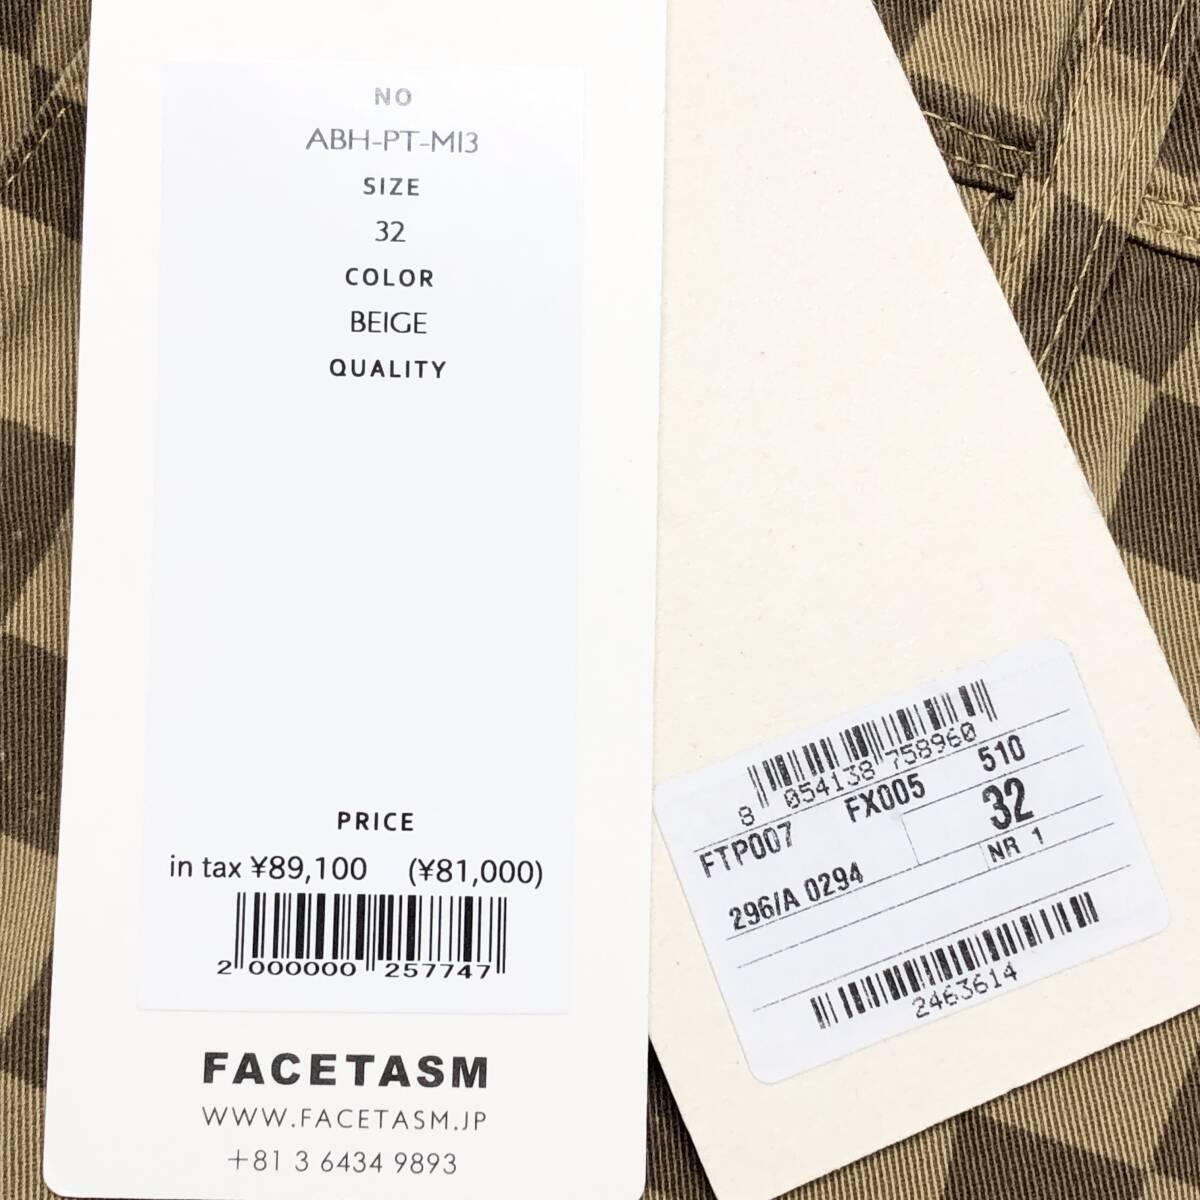 NO
ABH-PT-M13
SIZE
32
COLOR
BEIGE
QUALITY
PRICE
in tax ¥89,100 (¥81,000)
2 000000 257747
FACETASM
WWW.FACETASM.JP
+81 3 6434 9893
8 054138 758960
FTP007 FX005 510
32
296/A 0294 NR 1
2463614